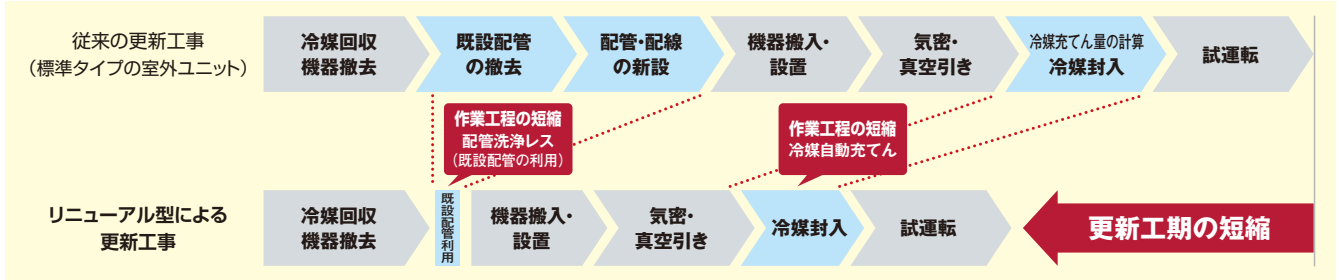 従来の更新工事
(標準タイプの室外ユニット)
冷媒回収
機器撤去
既設配管
の撤去
配管・配線
の新設
機器搬入・
設置
気密・
真空引き
冷媒充てん量の計算
冷媒封入
試運転
作業工程の短縮
配管洗浄レス
(既設配管の利用)
作業工程の短縮
冷媒自動充てん
リニューアル型による
更新工事
冷媒回収
機器撤去
既設配管利用
機器搬入・
設置
気密・
真空引き
冷媒封入
試運転
更新工期の短縮